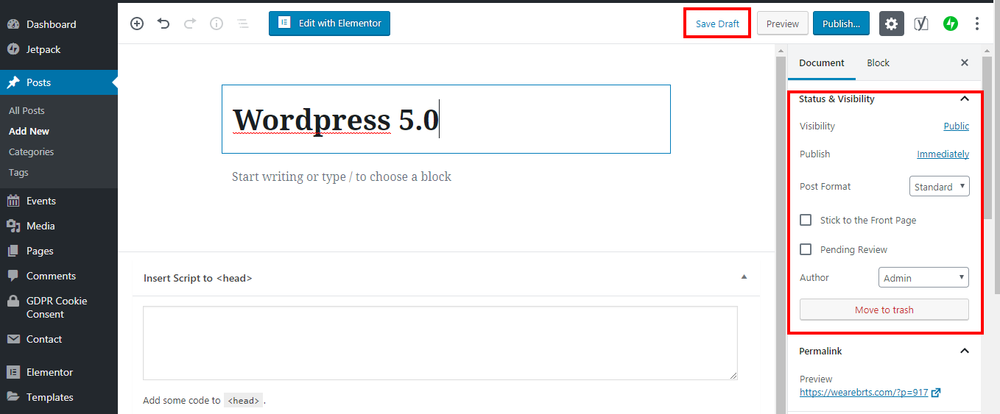 Dashboard
Jetpack
Posts
All Posts
Add New
Categories
Tags
Events
Media
Pages
Comments
GDPR Cookie
Consent
Contact
Elementor
Templates
Edit with Elementor
Save Draft
Preview
Publish...
Wordpress 5.0
Start writing or type / to choose a block
Insert Script to <head>
Add some code to <head> .
Document Block
Status & Visibility
Visibility Public
Publish Immediately
Post Format Standard
Stick to the Front Page
Pending Review
Author Admin
Move to trash
Permalink
Preview
https://wearebrts.com/?p=917